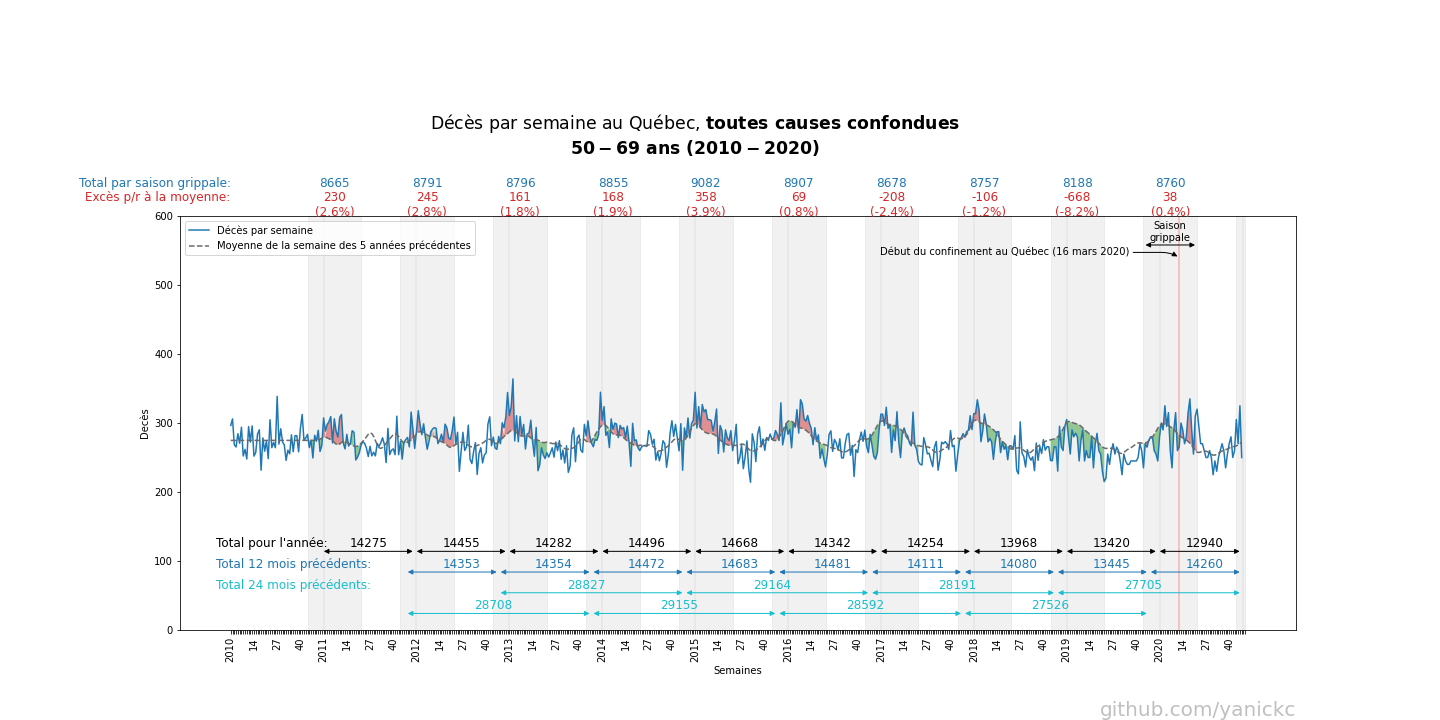 Décès par semaine au Québec, toutes causes confondues
50 – 69 ans (2010 – 2020)
Total par saison grippale: 8665 8791 8796 8855 9082 8907 8678 8757 8188 8760
Excès p/r à la moyenne: 230 245 161 168 358 69 -208 -106 -668 38
(2.6%) (2.8%) (1.8%) (1.9%) (3.9%) (0.8%) (-2.4%) (-1.2%) (-8.2%) (0.4%)
600
Décès par semaine
Moyenne de la semaine des 5 années précédentes
Saison
grippale
Début du confinement au Québec (16 mars 2020)
500
400
300
200
100
0
Decès
Total pour l'année: 14275 14455 14282 14496 14668 14342 14254 13968 13420 12940
Total 12 mois précédents: 14353 14354 14472 14683 14481 14111 14080 13445 14260
Total 24 mois précédents: 28827 29164 28191 27705
28708 29155 28592 27526
2010 14 27 40 2011 14 27 40 2012 14 27 40 2013 14 27 40 2014 14 27 40 2015 14 27 40 2016 14 27 40 2017 14 27 40 2018 14 27 40 2019 14 27 40 2020 14 27 40
Semaines
github.com/yanickc